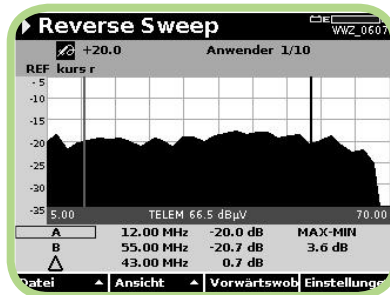 Reverse Sweep
WWZ_0607
+20.0 Anwender 1/10
REF kurs r
-5
-10
-15
-20
-25
-30
-35
5.00 TELEM 66.5 dBµV 70.00
A 12.00 MHz -20.0 dB MAX-MIN
B 55.00 MHz -20.7 dB 3.6 dB
Δ 43.00 MHz 0.7 dB
Datei Ansicht Vorwärtswob Einstellunge